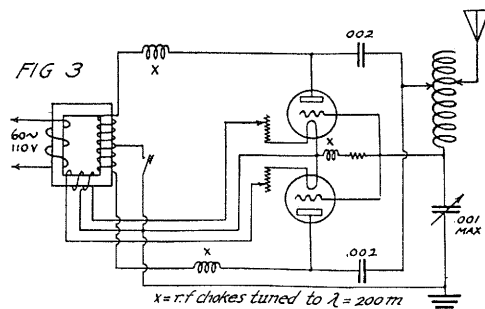 FIG 3
X
.002
60~
110V
X
.001
MAX
X
.002
X = r.f chokes tuned to λ = 200 m